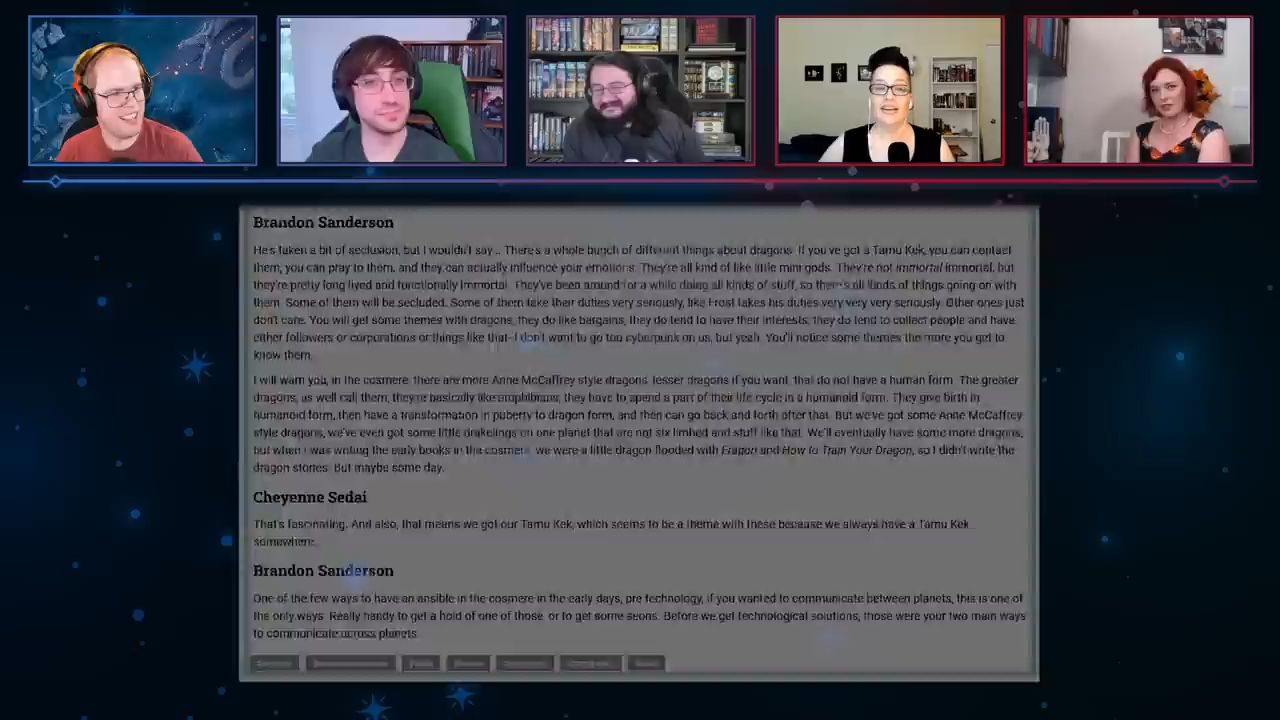 Brandon Sanderson
He's taken a bit of seclusion, but I wouldn't say... There's a whole bunch of different things about dragons. If you've got a Tamu Kek, you can contact
them, you can pray to them, and they can actually influence your emotions. They're all kind of like little mini gods. They're not immortal immortal, but
they're pretty long lived and functionally immortal. They've been around for a while doing all kinds of stuff, so there's all kinds of things going on with
them. Some of them will be secluded. Some of them take their duties very seriously, like Frost takes his duties very very very seriously. Other ones just
don't care. You will get some themes with dragons, they do like bargains, they do tend to have their interests, they do tend to collect people and have
either followers or corporations or things like that–I don't want to go too cyberpunk on us, but yeah. You'll notice some themes the more you get to
know them.
I will warn you, in the cosmere, there are more Anne McCaffrey style dragons, lesser dragons if you want, that do not have a human form. The greater
dragons, as well call them, they're basically like amphibians, they have to spend a part of their life cycle in a humanoid form. They give birth in
humanoid form, then have a transformation in puberty to dragon form, and then can go back and forth after that. But we've got some Anne McCaffrey
style dragons, we've even got some little drakelings on one planet that are not six limbed and stuff like that. We'll eventually have some more dragons,
but when I was writing the early books in the cosmere, we were a little dragon flooded with Eragon and How to Train Your Dragon, so I didn't write the
dragon stories. But maybe some day.
Cheyenne Sedai
That's fascinating. And also, that means we got our Tamu Kek, which seems to be a theme with these because we always have a Tamu Kek
somewhere.
Brandon Sanderson
One of the few ways to have an ansible in the cosmere in the early days, pre technology, if you wanted to communicate between planets, this is one of
the only ways. Really handy to get a hold of one of those, or to get some seons. Before we get technological solutions, those were your two main ways
to communicate across planets.